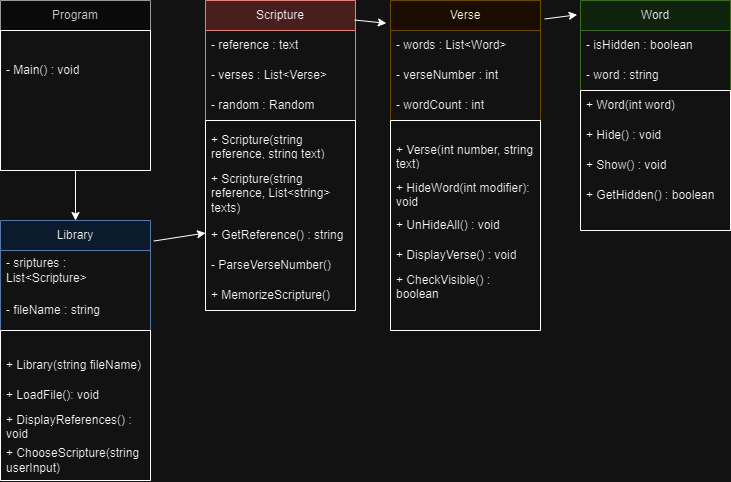 Program
- Main() : void
Library
- sriptures :
List<Scripture>
- fileName : string
+ Library(string fileName)
+ LoadFile(): void
+ DisplayReferences() :
void
+ ChooseScripture(string
userInput)
Scripture
- reference : text
- verses : List<Verse>
- random : Random
+ Scripture(string
reference, string text)
+ Scripture(string
reference, List<string>
texts)
+ GetReference() : string
- ParseVerseNumber()
+ MemorizeScripture()
Verse
- words : List<Word>
- verseNumber : int
- wordCount : int
+ Verse(int number, string
text)
+ HideWord(int modifier):
void
+ UnHideAll() : void
+ DisplayVerse() : void
+ CheckVisible() :
boolean
Word
- isHidden : boolean
- word : string
+ Word(int word)
+ Hide() : void
+ Show() : void
+ GetHidden() : boolean